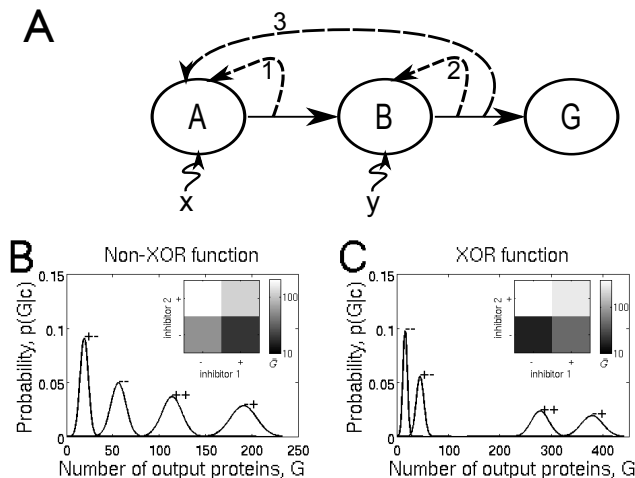 A
3
1
2
A
B
G
x
y
B
Non-XOR function
0.15
0.1
0.05
0
Probability, p(G|c)
+-
--
++
-+
0
50
100
150
200
250
Number of output proteins, G
inhibitor 2
+
-
-
+
inhibitor 1
100
10
G̅
C
XOR function
0.15
0.1
0.05
0
Probability, p(G|c)
--
+-
++
-+
0
100
200
300
400
Number of output proteins, G
inhibitor 2
+
-
-
+
inhibitor 1
100
10
G̅